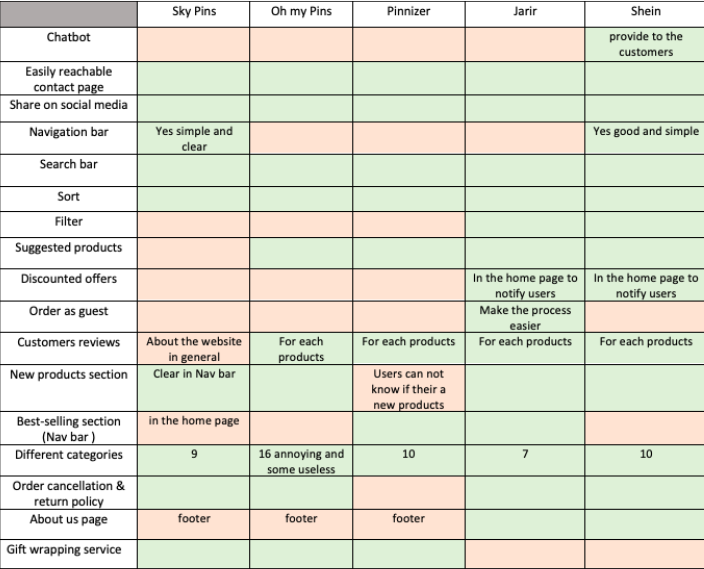 Sky Pins Oh my Pins Pinnizer Jarir Shein
Chatbot provide to the
customers
Easily reachable
contact page
Share on social media
Navigation bar Yes simple and Yes good and simple
clear
Search bar
Sort
Filter
Suggested products
Discounted offers In the home page to In the home page to
notify users notify users
Order as guest Make the process
easier
Customers reviews About the website For each For each products For each products For each products
in general products
New products section Clear in Nav bar Users can not
know if their a
new products
Best-selling section in the home page
(Nav bar )
Different categories 9 16 annoying and 10 7 10
some useless
Order cancellation &
return policy
About us page footer footer footer
Gift wrapping service